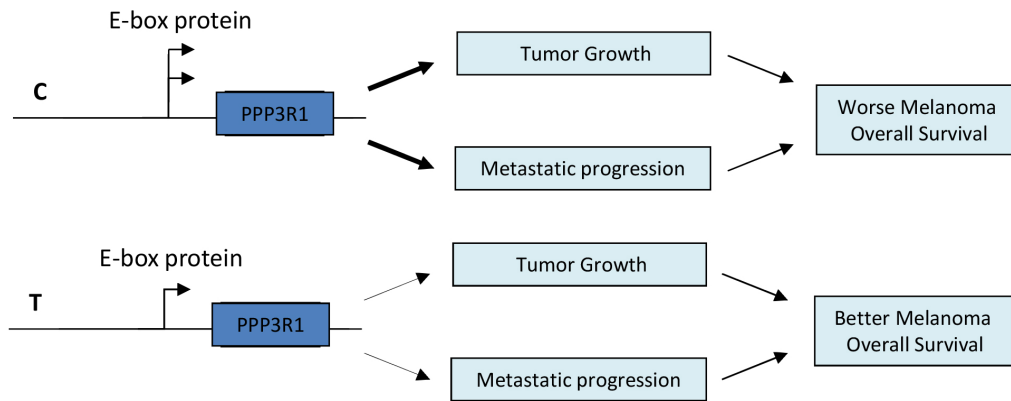 E-box protein
C
PPP3R1
Tumor Growth
Metastatic progression
Worse Melanoma
Overall Survival
E-box protein
T
PPP3R1
Tumor Growth
Metastatic progression
Better Melanoma
Overall Survival